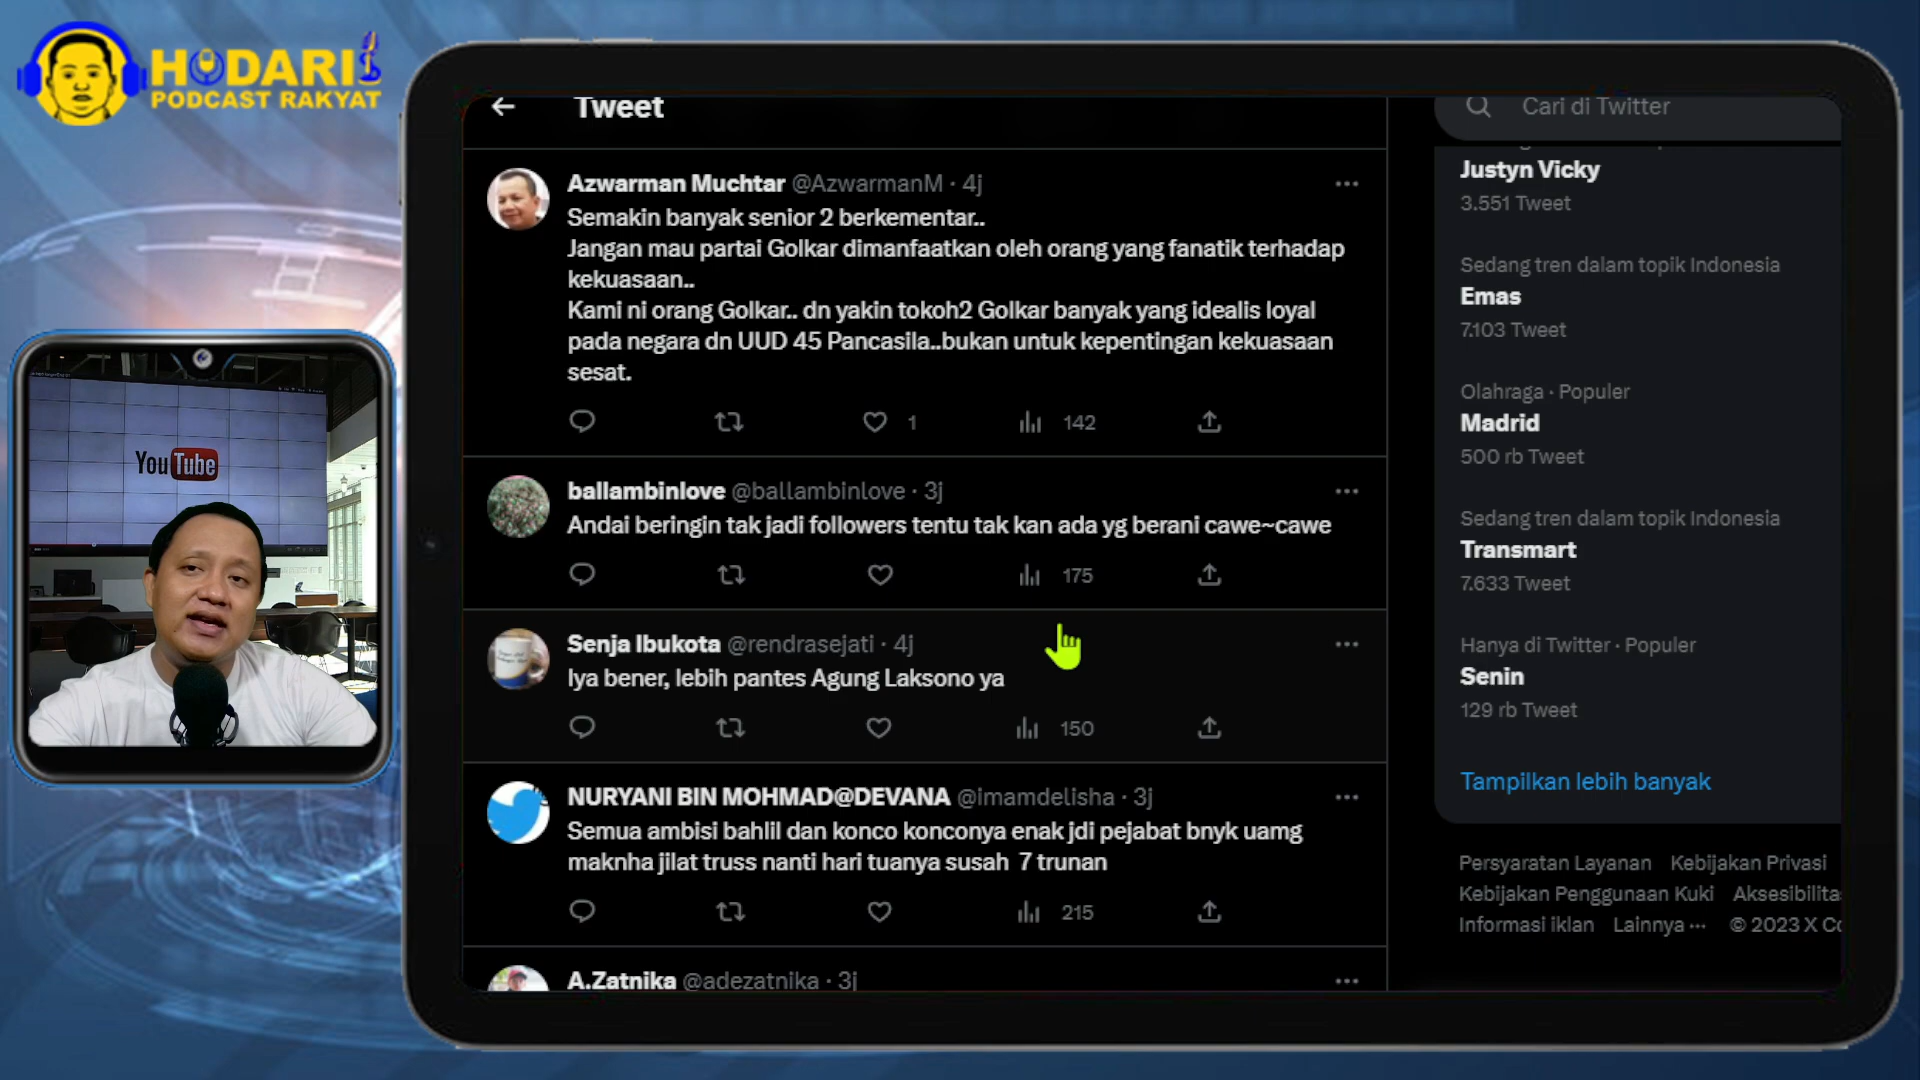 HODARI
PODCAST RAKYAT
YouTube
Tweet
Azwarman Muchtar @AzwarmanM · 4j
Semakin banyak senior 2 berkementar..
Jangan mau partai Golkar dimanfaatkan oleh orang yang fanatik terhadap
kekuasaan..
Kami ni orang Golkar.. dn yakin tokoh2 Golkar banyak yang idealis loyal
pada negara dn UUD 45 Pancasila..bukan untuk kepentingan kekuasaan
sesat.
1
142
ballambinlove @ballambinlove · 3j
Andai beringin tak jadi followers tentu tak kan ada yg berani cawe~cawe
175
Senja Ibukota @rendrasejati · 4j
Iya bener, lebih pantes Agung Laksono ya
150
NURYANI BIN MOHMAD@DEVANA @imamdelisha · 3j
Semua ambisi bahlil dan konco konconya enak jdi pejabat bnyk uamg
maknha jilat truss nanti hari tuanya susah 7 trunan
215
A.Zatnika @adezatnika · 3j
Cari di Twitter
Justyn Vicky
3.551 Tweet
Sedang tren dalam topik Indonesia
Emas
7.103 Tweet
Olahraga · Populer
Madrid
500 rb Tweet
Sedang tren dalam topik Indonesia
Transmart
7.633 Tweet
Hanya di Twitter · Populer
Senin
129 rb Tweet
Tampilkan lebih banyak
Persyaratan Layanan Kebijakan Privasi
Kebijakan Penggunaan Kuki Aksesibilita
Informasi iklan Lainnya ··· © 2023 X Co